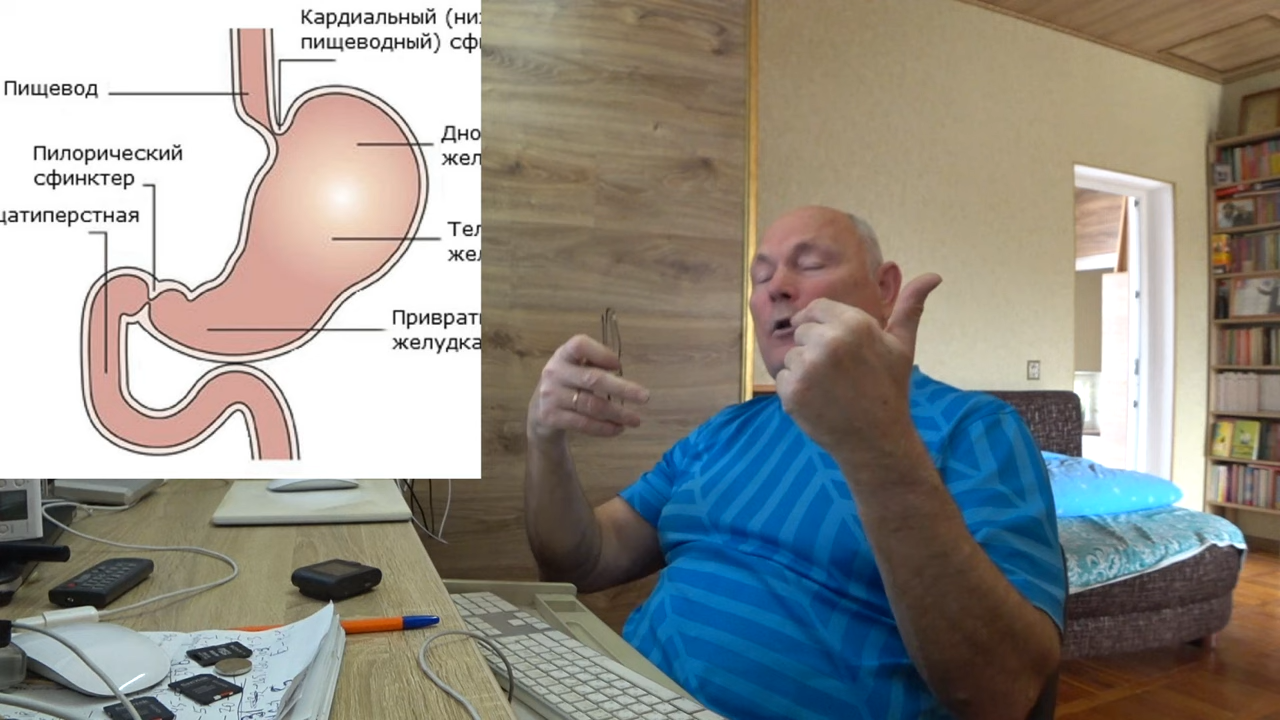 Кардиальный (ни
пищеводный) сф
Пищевод
Дно
жел
Пилорический
сфинктер
цатиперстная
Тел
жел
Приврат
желудка